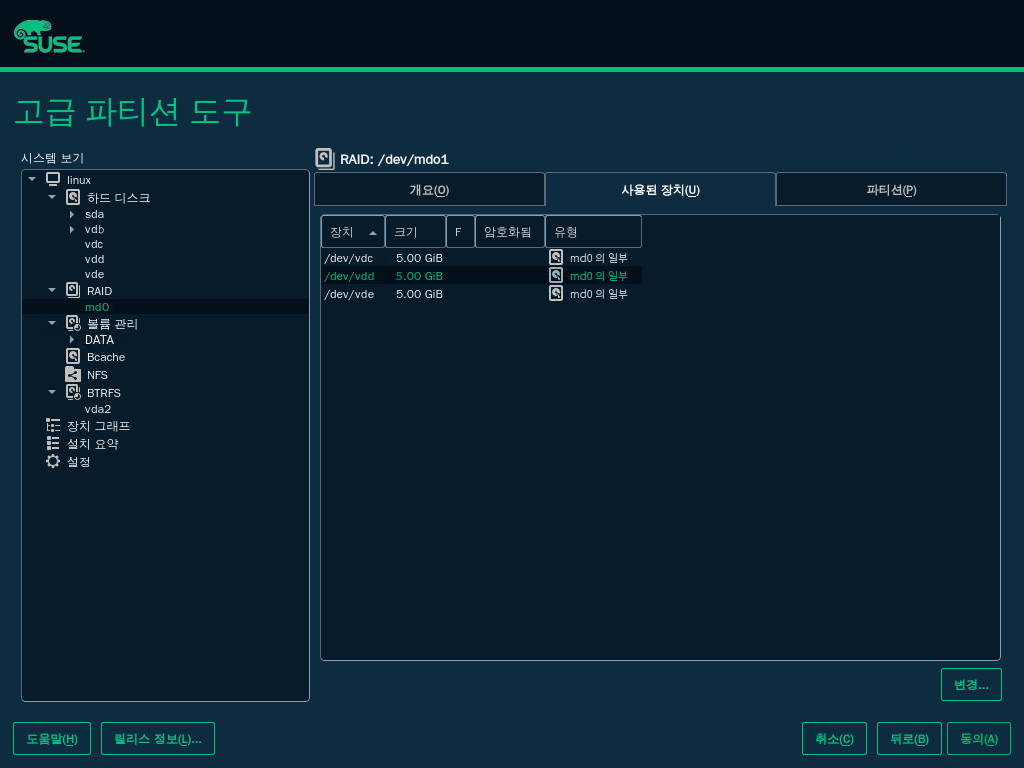 SUSE
고급 파티션 도구
시스템 보기
linux
하드 디스크
sda
vdb
vdc
vdd
vde
RAID
md0
볼륨 관리
DATA
Bcache
NFS
BTRFS
vda2
장치 그래프
설치 요약
설정
RAID: /dev/mdo1
개요(O) 사용된 장치(U) 파티션(P)
장치 크기 F 암호화됨 유형
/dev/vdc 5.00 GiB md0 의 일부
/dev/vdd 5.00 GiB md0 의 일부
/dev/vde 5.00 GiB md0 의 일부
변경...
도움말(H) 릴리스 정보(L)... 취소(C) 뒤로(B) 동의(A)